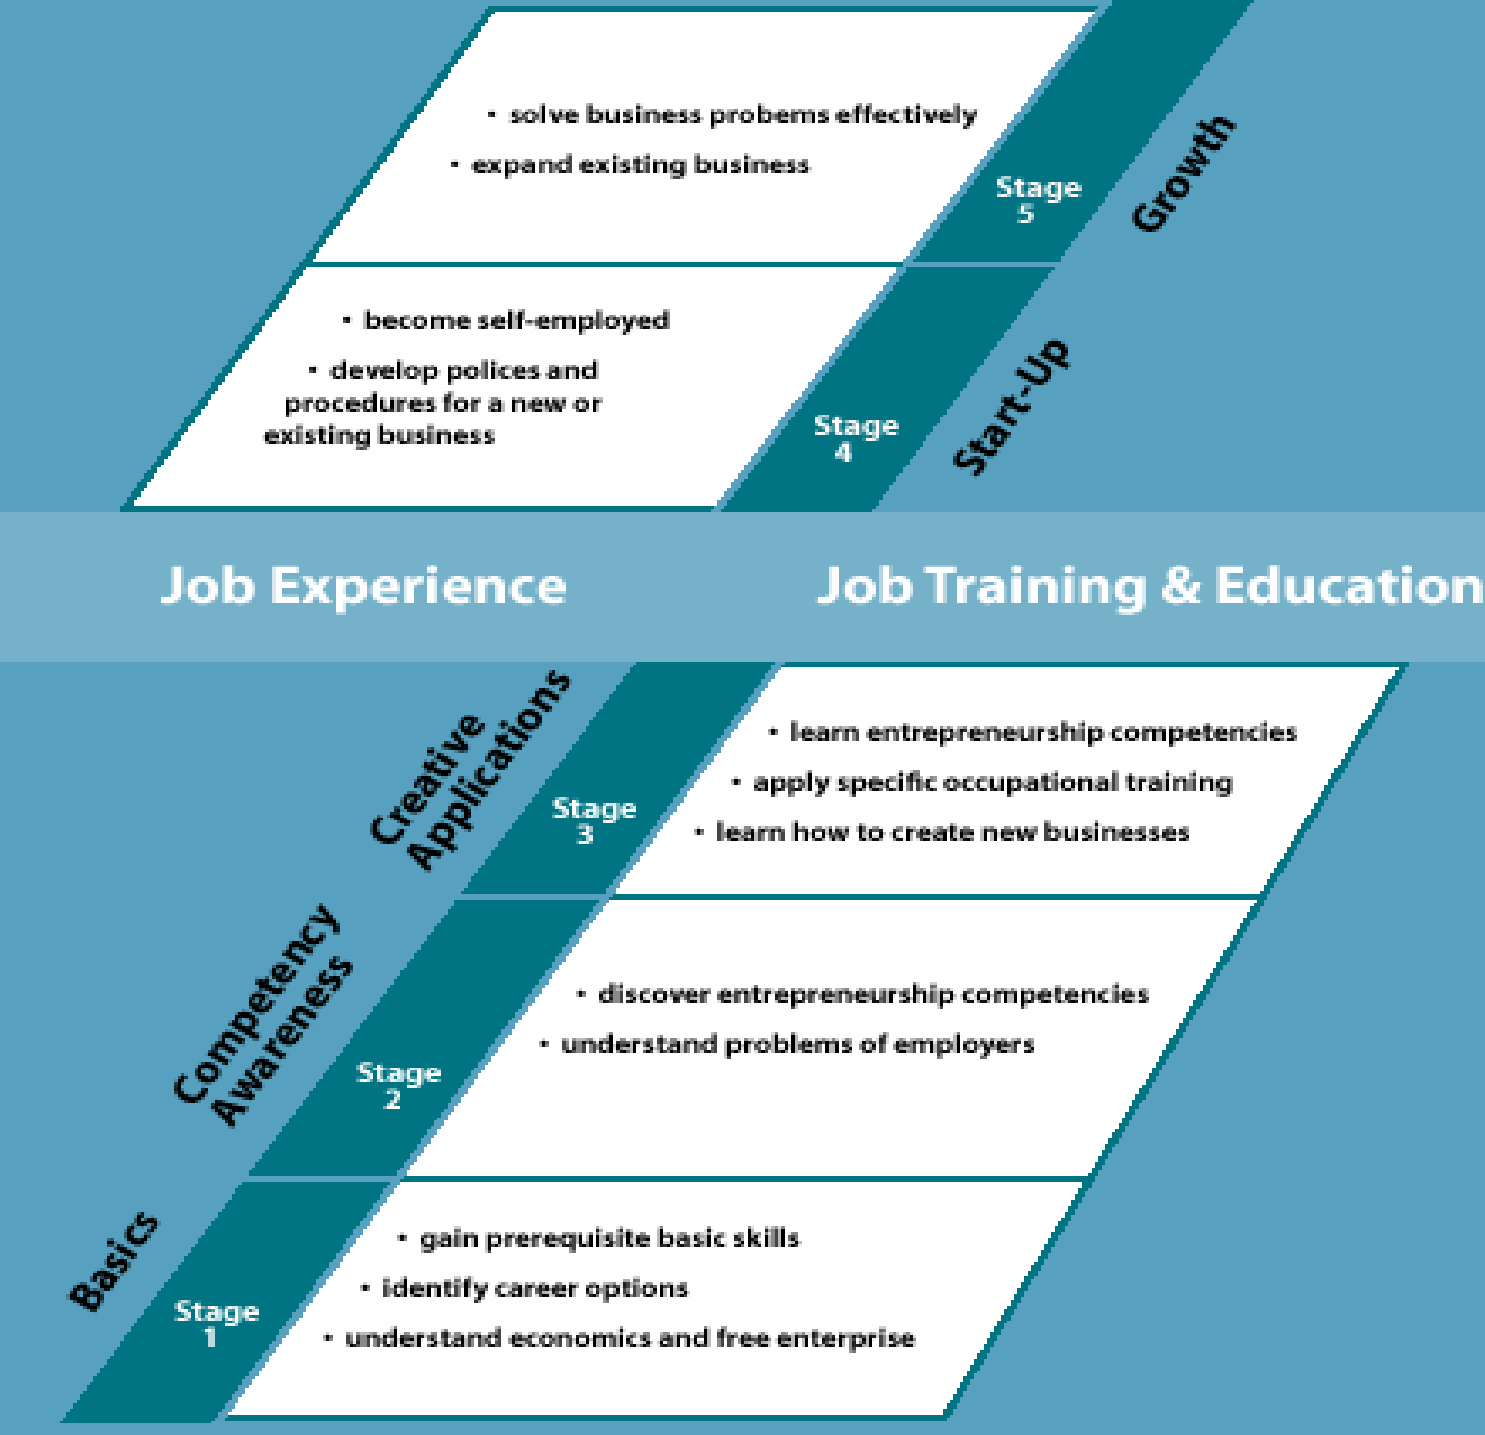 • solve business probems effectively
• expand existing business
Stage
5
Growth
• become self-employed
• develop polices and
procedures for a new or
existing business
Stage
4
Start-Up
Job Experience
Job Training & Education
Creative
Applications
Stage
3
• learn entrepreneurship competencies
• apply specific occupational training
• learn how to create new businesses
Competency
Awareness
Stage
2
• discover entrepreneurship competencies
• understand problems of employers
Basics
Stage
1
• gain prerequisite basic skills
• identify career options
• understand economics and free enterprise